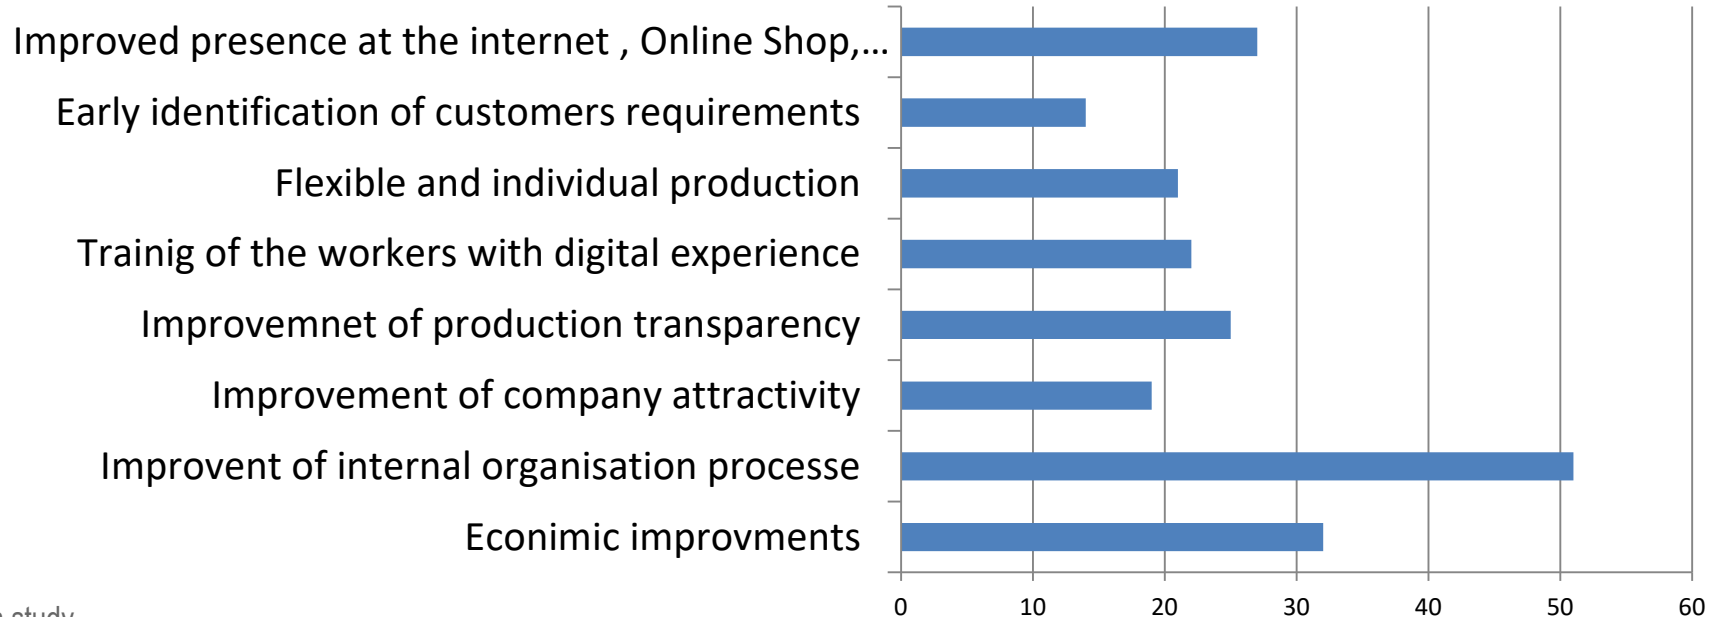 Improved presence at the internet , Online Shop,...
Early identification of customers requirements
Flexible and individual production
Trainig of the workers with digital experience
Improvemnet of production transparency
Improvement of company attractivity
Improvent of internal organisation processe
Econimic improvments
0 10 20 30 40 50 60
study